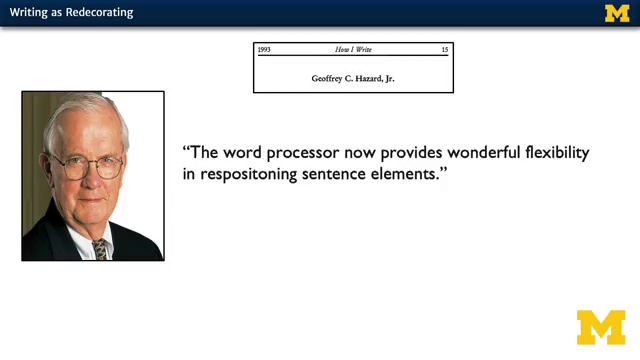 Writing as Redecorating
M
1993 How I Write 15
Geoffrey C. Hazard, Jr.
“The word processor now provides wonderful flexibility
in respositoning sentence elements.”
M